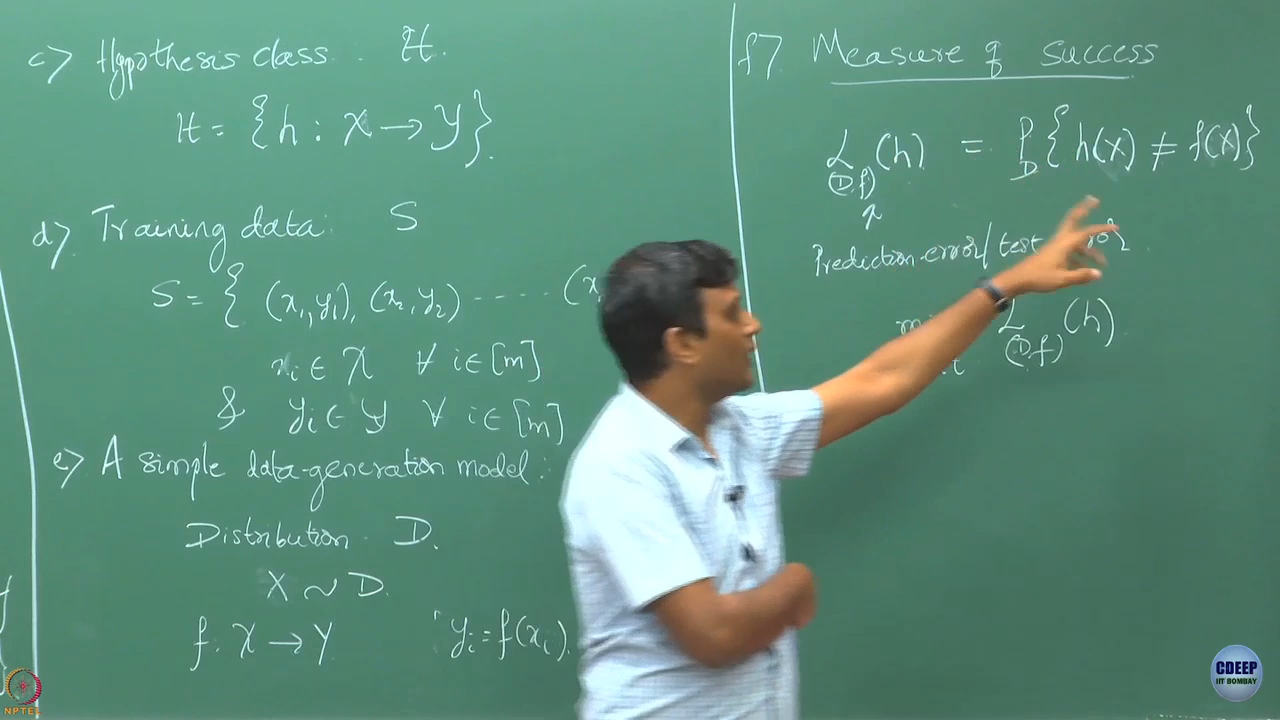 c) Hypothesis class .. H.
H = {h : X → Y}.
d) Training data: S
S = { (x₁, y₁), (x₂, y₂) ----- (x
xᵢ ∈ X ∀ i ∈ [m]
& yᵢ ∈ Y ∀ i ∈ [m]
e) A simple data-generation model:
Distribution D.
X ~ D.
f: X → Y yᵢ = f(xᵢ).
f) Measure of Success
L(D,f) (h) = P_D {h(X) ≠ f(X)}
Prediction error/test
L(D,f) (h).
NPTEL
CDEEP
IIT BOMBAY